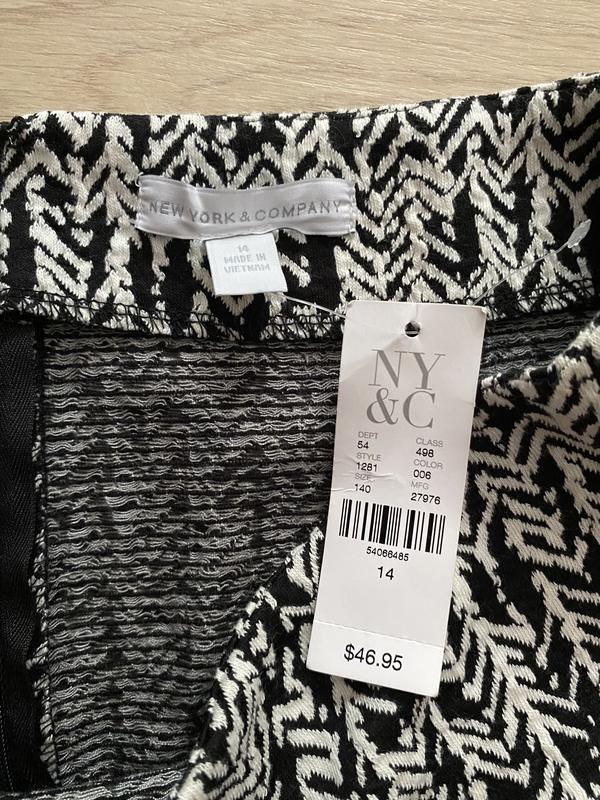 NEW YORK & COMPANY
14
MADE IN
VIETNAM
NY
&C
DEPT CLASS
54 498
STYLE COLOR
1281 006
SIZE MFG
140 27976
54066485
14
$46.95